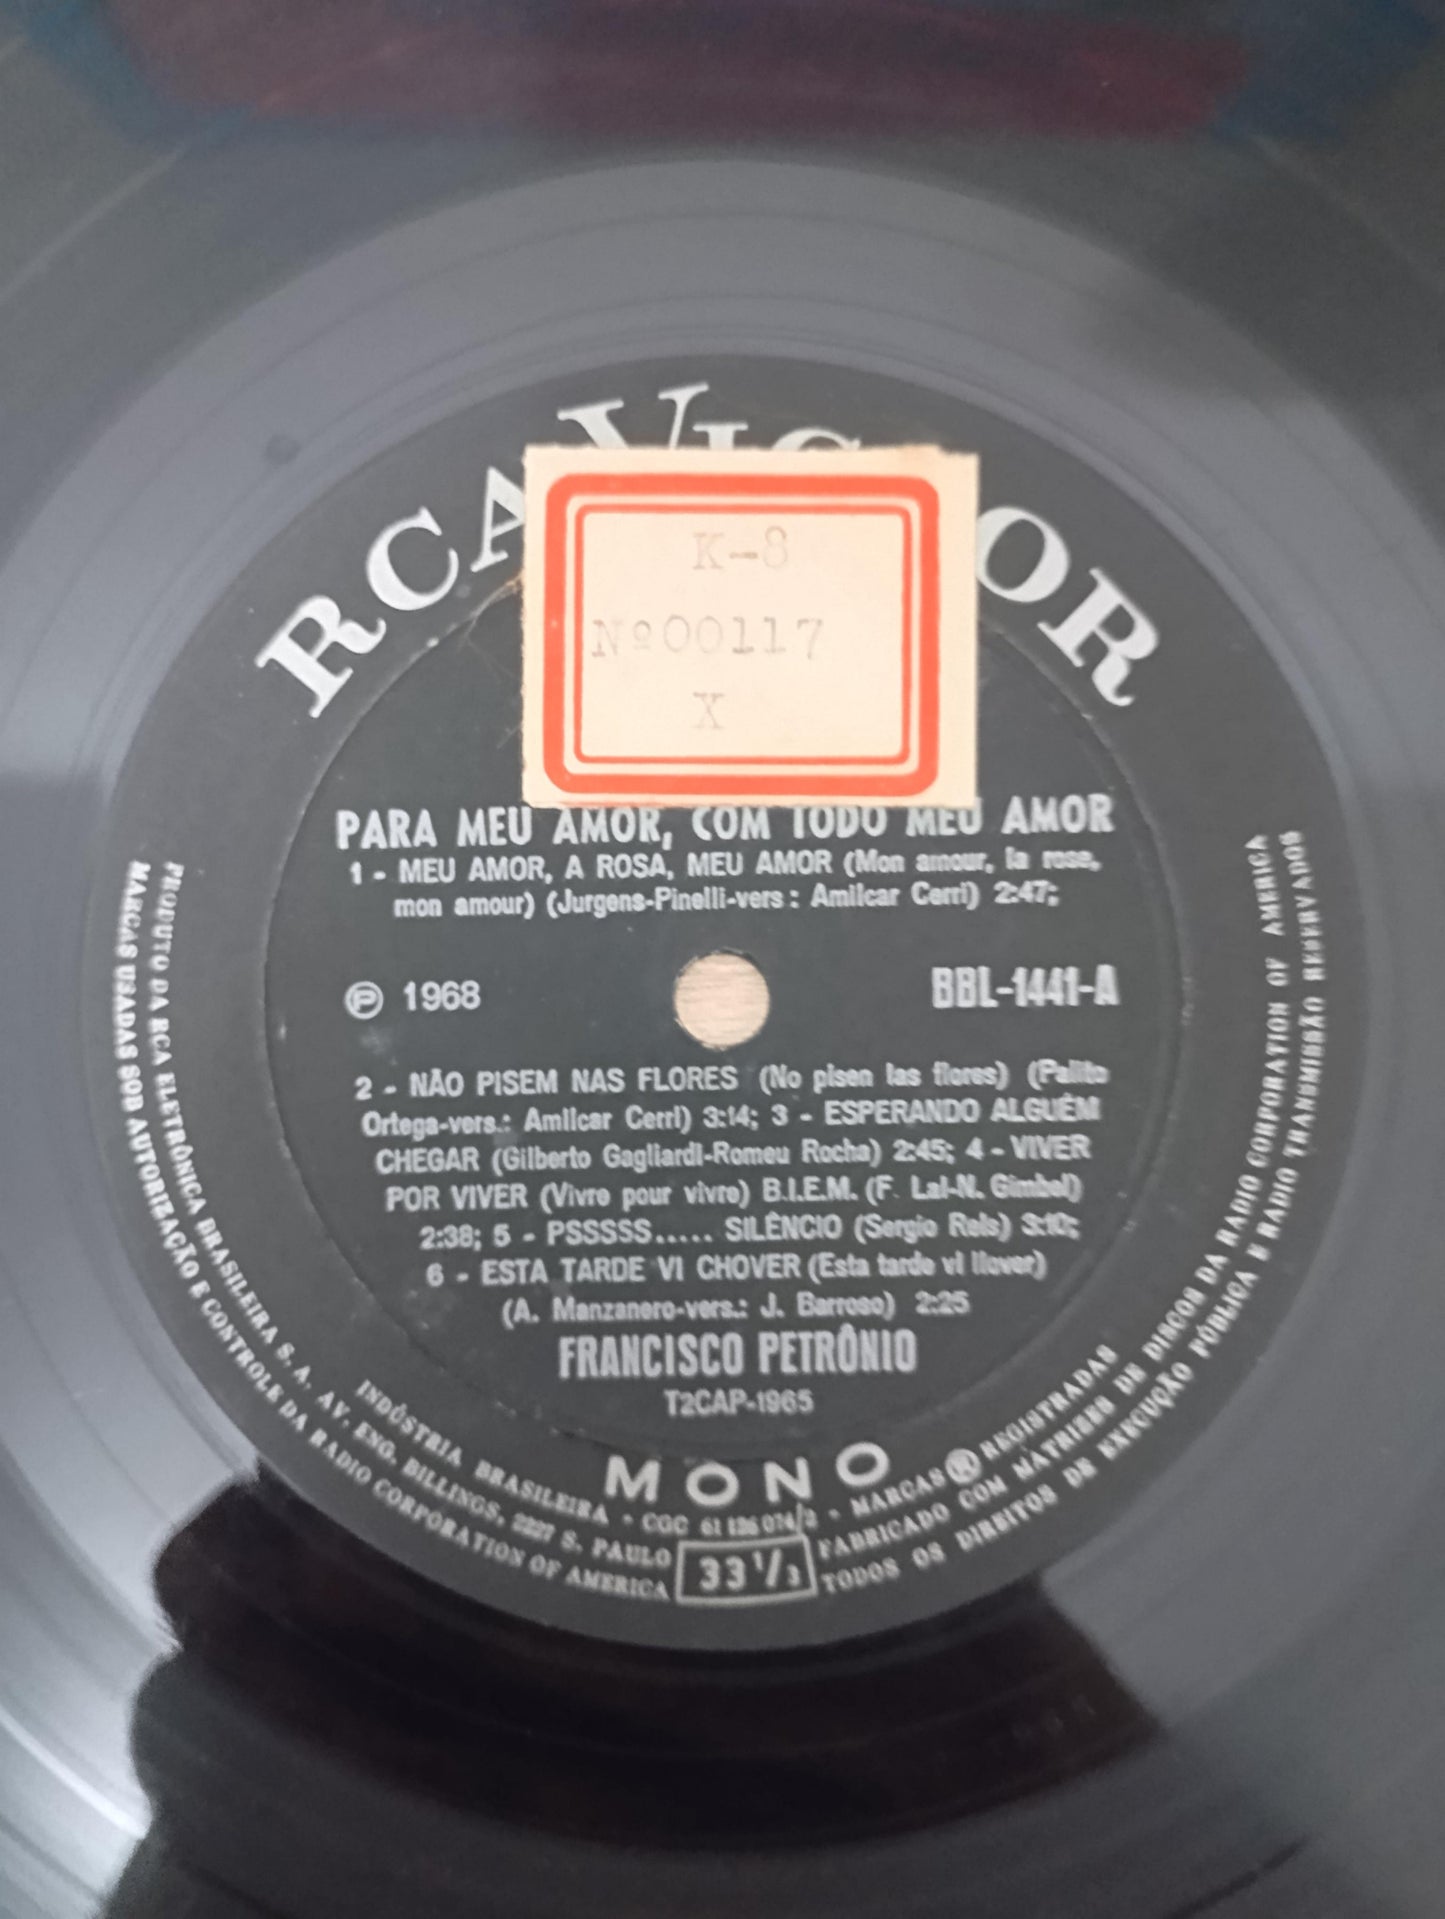 RCA VICTOR
K-8
Nº00117
X
PARA MEU AMOR, COM TODO MEU AMOR
1 - MEU AMOR, A ROSA, MEU AMOR (Mon amour, la rose,
mon amour) (Jurgens-Pinelli-vers: Amilcar Cerri) 2:47;
℗ 1968
BBL-1441-A
2 - NÃO PISEM NAS FLORES (No pisen las flores) (Palito
Ortega-vers.: Amilcar Cerri) 3:14; 3 - ESPERANDO ALGUÉM
CHEGAR (Gilberto Gagliardi-Romeu Rocha) 2:45; 4 - VIVER
POR VIVER (Vivre pour vivre) B.I.E.M. (F. Lai-N. Gimbel)
2:38; 5 - PSSSSS..... SILÊNCIO (Sergio Reis) 3:10;
6 - ESTA TARDE VI CHOVER (Esta tarde vi llover)
(A. Manzanero-vers.: J. Barroso) 2:25
FRANCISCO PETRÔNIO
T2CAP-1965
MONO
INDÚSTRIA BRASILEIRA • CGC 61 186 074/2 • MARCAS ® REGISTRADAS
PRODUTO DA RCA ELETRÔNICA BRASILEIRA S. A. AV. ENG. BILLINGS, 2227 S. PAULO
FABRICADO COM MATRIZES DE DISCOS DA RADIO CORPORATION OF AMERICA
MARCAS USADAS SOB AUTORIZAÇÃO E CONTROLE DA RADIO CORPORATION OF AMERICA
33 1/3
TODOS OS DIREITOS DE EXECUÇÃO PÚBLICA E RADIO TRANSMISSÃO RESERVADOS